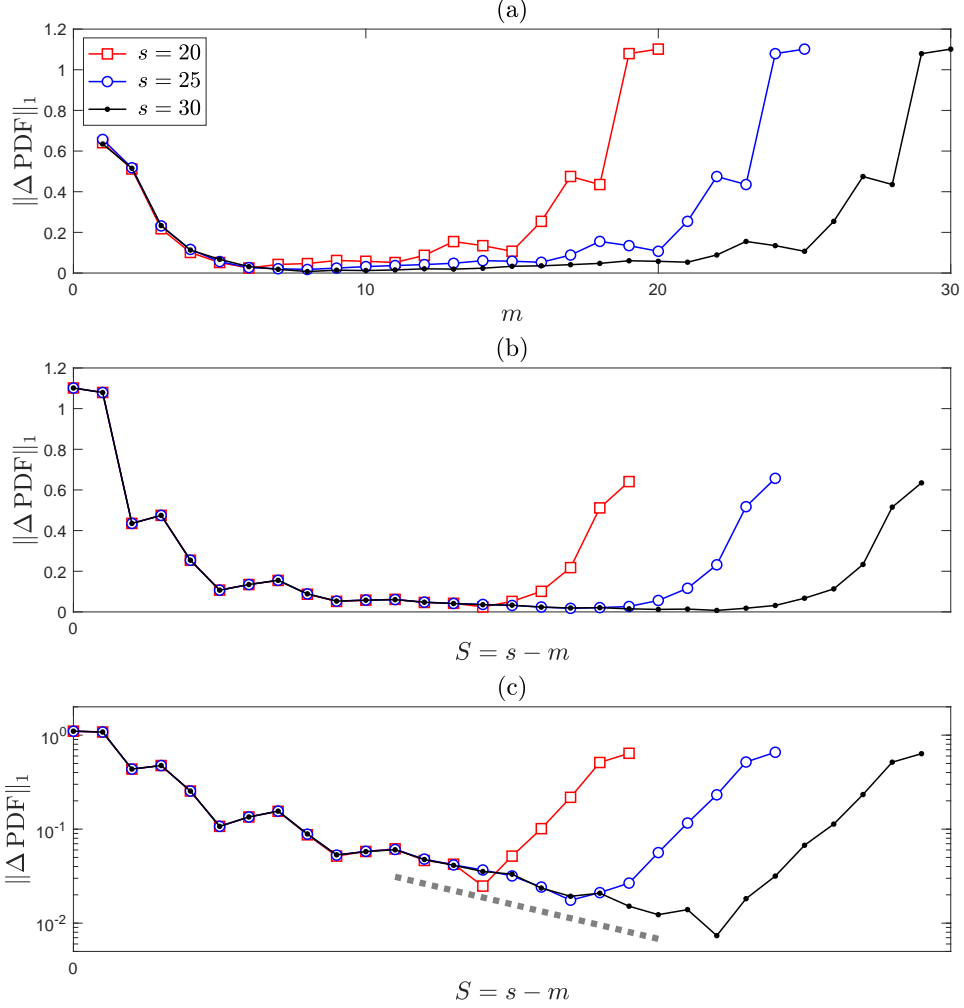 (a)
1.2
1
0.8
0.6
0.4
0.2
0
‖Δ PDF‖₁
s = 20
s = 25
s = 30
0 10 20 30
m
(b)
1.2
1
0.8
0.6
0.4
0.2
0
‖Δ PDF‖₁
0
S = s − m
(c)
10⁰
10⁻¹
10⁻²
‖Δ PDF‖₁
0
S = s − m